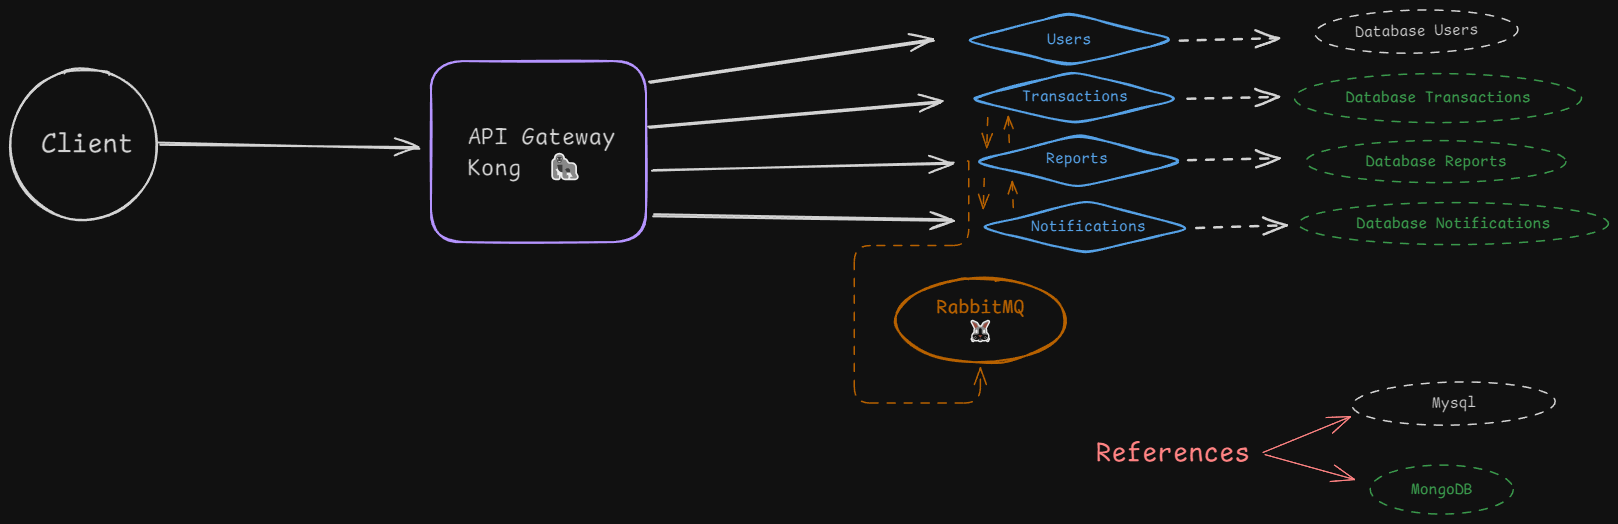 Client
API Gateway
Kong
Users
Transactions
Reports
Notifications
Database Users
Database Transactions
Database Reports
Database Notifications
RabbitMQ
References
Mysql
MongoDB